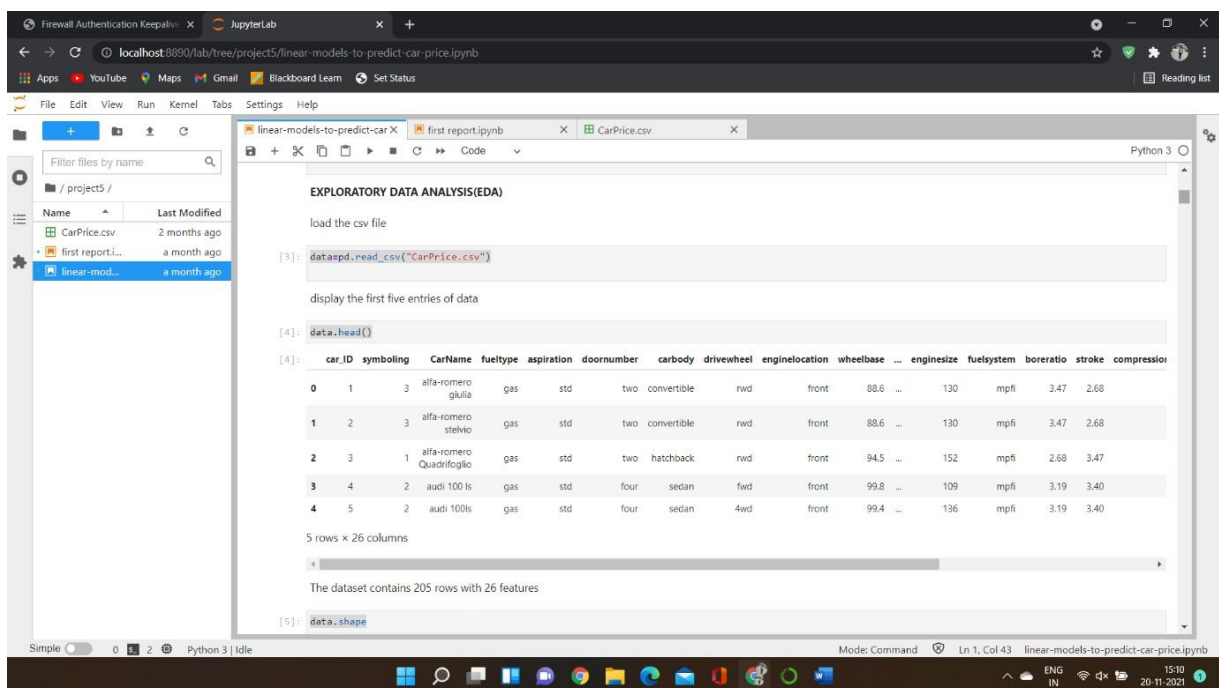 Firewall Authentication Keepaliv
JupyterLab
localhost:8890/lab/tree/project5/linear-models-to-predict-car-price.ipynb
Apps YouTube Maps Gmail Blackboard Learn Set Status Reading list
File Edit View Run Kernel Tabs Settings Help
Filter files by name
/ project5 /
Name Last Modified
CarPrice.csv 2 months ago
first report.i... a month ago
linear-mod... a month ago
linear-models-to-predict-car first report.ipynb CarPrice.csv
Code Python 3
EXPLORATORY DATA ANALYSIS(EDA)
load the csv file
[3]: data=pd.read_csv("CarPrice.csv")
display the first five entries of data
[4]: data.head()
[4]: car_ID symboling CarName fueltype aspiration doornumber carbody drivewheel enginelocation wheelbase ... enginesize fuelsystem boreratio stroke compression
0 1 3 alfa-romero giulia gas std two convertible rwd front 88.6 ... 130 mpfi 3.47 2.68
1 2 3 alfa-romero stelvio gas std two convertible rwd front 88.6 ... 130 mpfi 3.47 2.68
2 3 1 alfa-romero Quadrifoglio gas std two hatchback rwd front 94.5 ... 152 mpfi 2.68 3.47
3 4 2 audi 100 ls gas std four sedan fwd front 99.8 ... 109 mpfi 3.19 3.40
4 5 2 audi 100ls gas std four sedan 4wd front 99.4 ... 136 mpfi 3.19 3.40
5 rows × 26 columns
The dataset contains 205 rows with 26 features
[5]: data.shape
Simple 0 2 Python 3 | Idle Mode: Command Ln 1, Col 43 linear-models-to-predict-car-price.ipynb
ENG
IN
15:10
20-11-2021
1